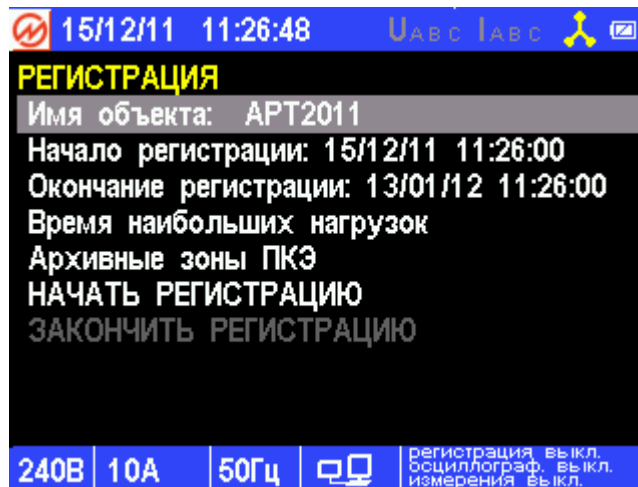 15/12/11 11:26:48 UABC IABC
РЕГИСТРАЦИЯ
Имя объекта: АРТ2011
Начало регистрации: 15/12/11 11:26:00
Окончание регистрации: 13/01/12 11:26:00
Время наибольших нагрузок
Архивные зоны ПКЭ
НАЧАТЬ РЕГИСТРАЦИЮ
ЗАКОНЧИТЬ РЕГИСТРАЦИЮ
240В 10А 50Гц
регистрация выкл.
осциллограф. выкл.
измерения выкл.